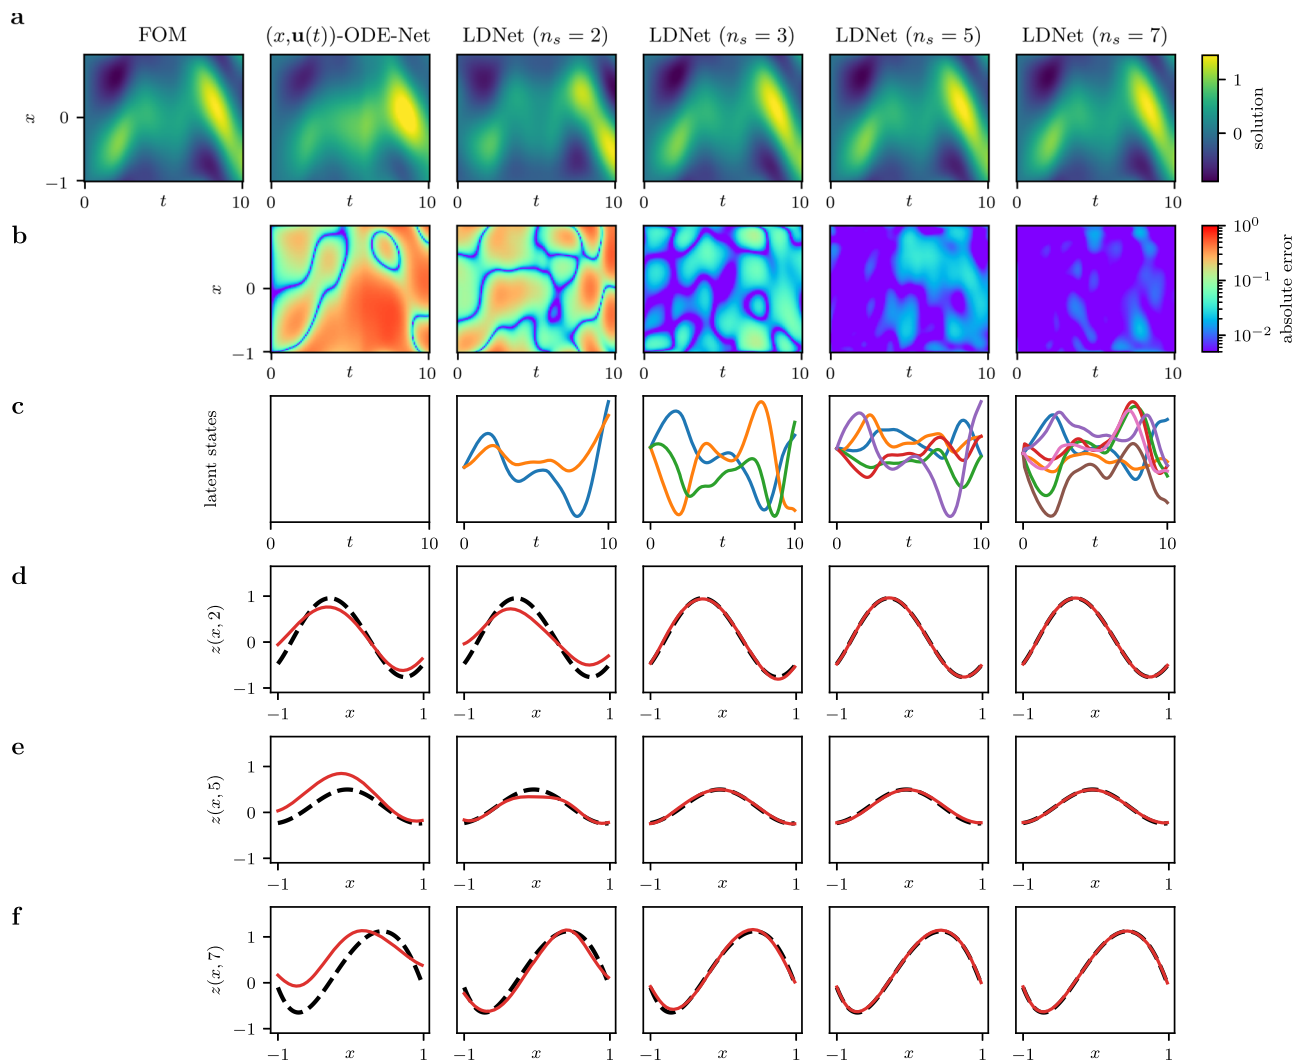 a
FOM
(x,u(t))-ODE-Net
LDNet (n_s = 2)
LDNet (n_s = 3)
LDNet (n_s = 5)
LDNet (n_s = 7)
x
0
−1
0 t 10
0 t 10
0 t 10
0 t 10
0 t 10
0 t 10
1
0
solution
b
x
0
−1
0 t 10
0 t 10
0 t 10
0 t 10
0 t 10
10^0
10^−1
10^−2
absolute error
c
latent states
0 t 10
0 t 10
0 t 10
0 t 10
0 t 10
d
z(x, 2)
1
0
−1
−1 x 1
−1 x 1
−1 x 1
−1 x 1
−1 x 1
e
z(x, 5)
1
0
−1
−1 x 1
−1 x 1
−1 x 1
−1 x 1
−1 x 1
f
z(x, 7)
1
0
−1
−1 x 1
−1 x 1
−1 x 1
−1 x 1
−1 x 1